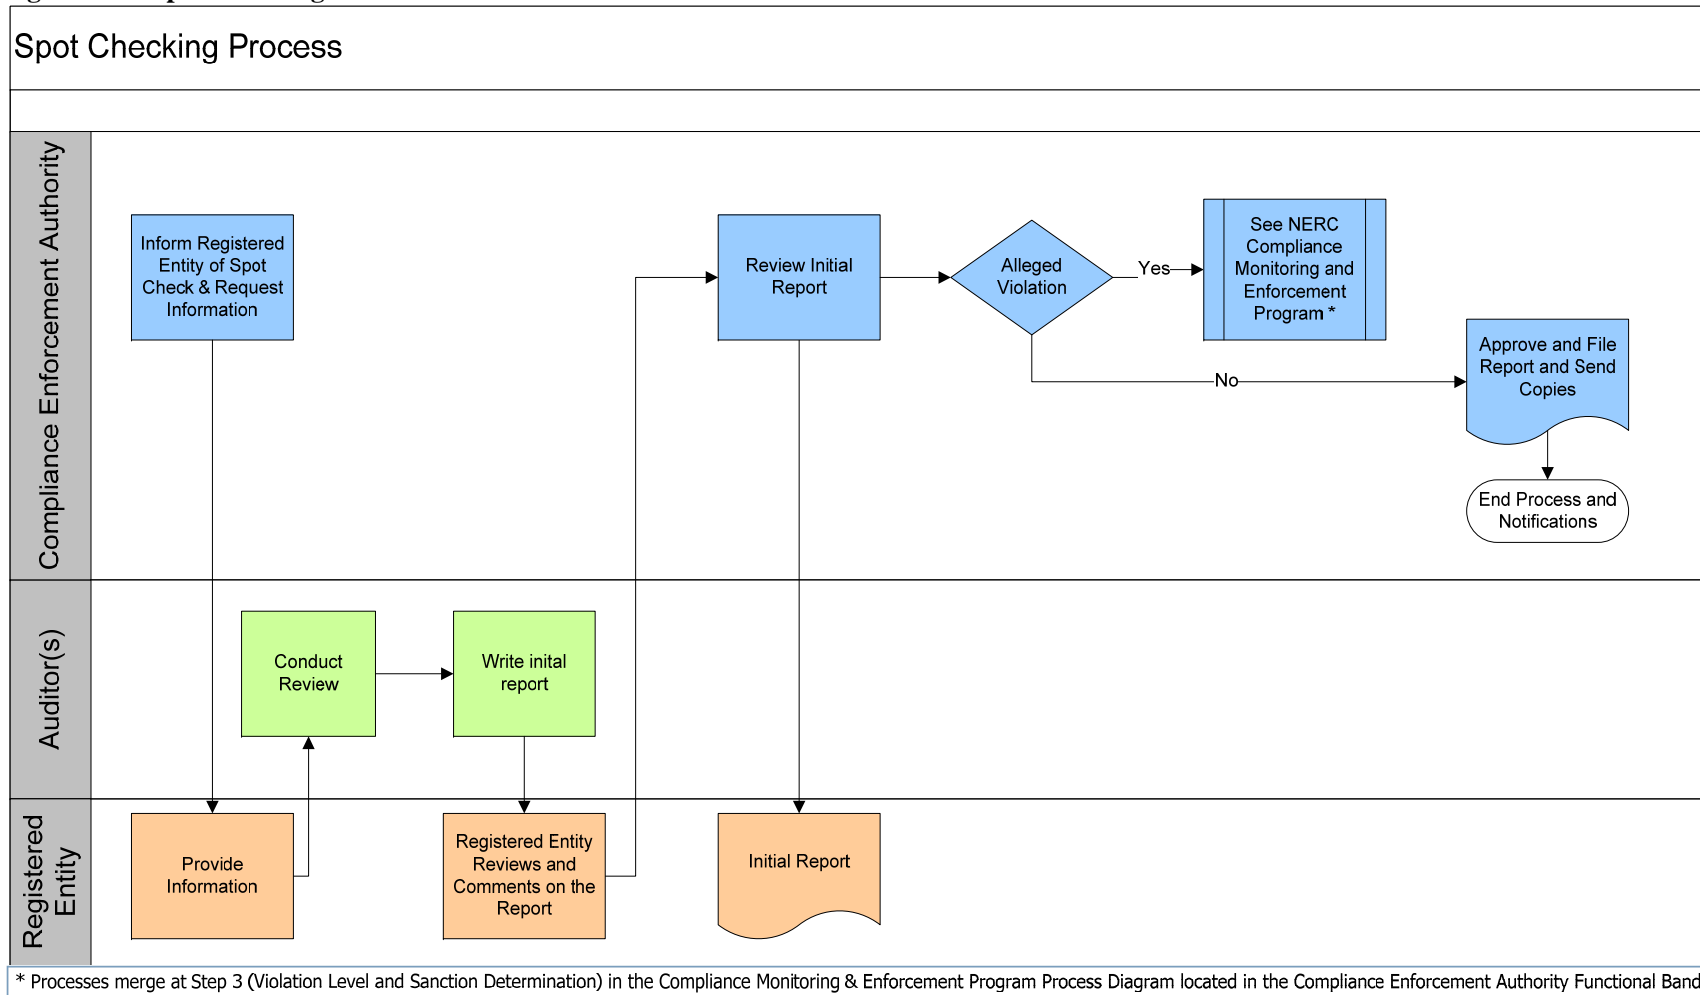 Spot Checking Process
Compliance Enforcement Authority
Inform Registered
Entity of Spot
Check & Request
Information
Review Initial
Report
Alleged
Violation
Yes
See NERC
Compliance
Monitoring and
Enforcement
Program *
No
Approve and File
Report and Send
Copies
End Process and
Notifications
Auditor(s)
Conduct
Review
Write inital
report
Registered
Entity
Provide
Information
Registered Entity
Reviews and
Comments on the
Report
Initial Report
* Processes merge at Step 3 (Violation Level and Sanction Determination) in the Compliance Monitoring & Enforcement Program Process Diagram located in the Compliance Enforcement Authority Functional Band